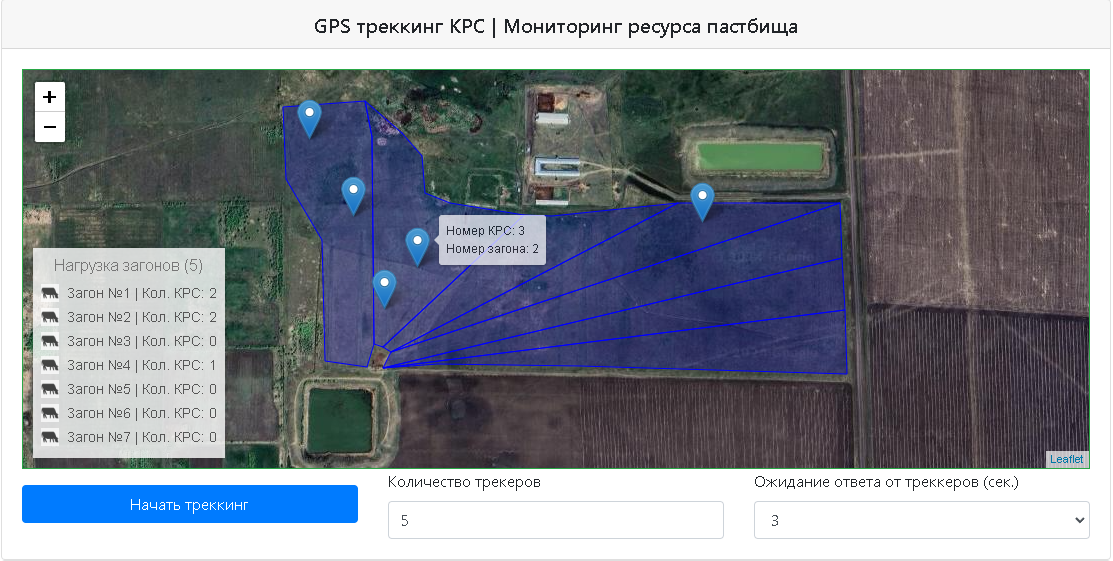 GPS треккинг КРС | Мониторинг ресурса пастбища
+
−
Номер КРС: 3
Номер загона: 2
Нагрузка загонов (5)
Загон №1 | Кол. КРС: 2
Загон №2 | Кол. КРС: 2
Загон №3 | Кол. КРС: 0
Загон №4 | Кол. КРС: 1
Загон №5 | Кол. КРС: 0
Загон №6 | Кол. КРС: 0
Загон №7 | Кол. КРС: 0
Leaflet
Начать треккинг
Количество трекеров
5
Ожидание ответа от треккеров (сек.)
3